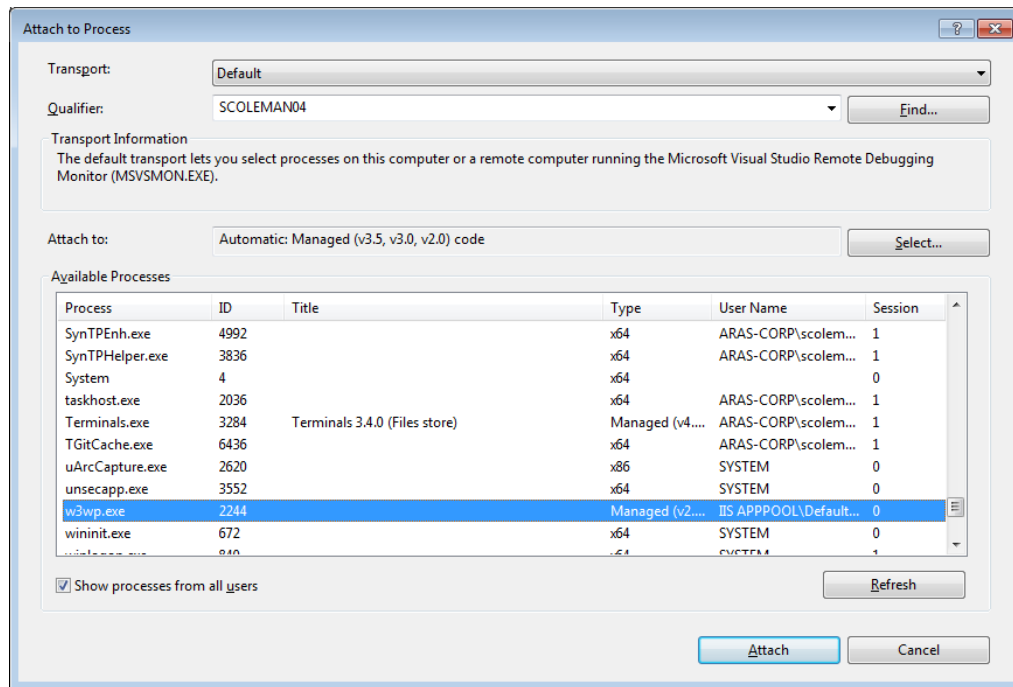 Attach to Process
Transport: Default
Qualifier: SCOLEMAN04 Find...
Transport Information
The default transport lets you select processes on this computer or a remote computer running the Microsoft Visual Studio Remote Debugging
Monitor (MSVSMON.EXE).
Attach to: Automatic: Managed (v3.5, v3.0, v2.0) code Select...
Available Processes
Process ID Title Type User Name Session
SynTPEnh.exe 4992 x64 ARAS-CORP\scolem... 1
SynTPHelper.exe 3836 x64 ARAS-CORP\scolem... 1
System 4 x64 0
taskhost.exe 2036 x64 ARAS-CORP\scolem... 1
Terminals.exe 3284 Terminals 3.4.0 (Files store) Managed (v4.... ARAS-CORP\scolem... 1
TGitCache.exe 6436 x64 ARAS-CORP\scolem... 1
uArcCapture.exe 2620 x86 SYSTEM 0
unsecapp.exe 3552 x64 SYSTEM 0
w3wp.exe 2244 Managed (v2.... IIS APPPOOL\Default... 0
wininit.exe 672 x64 SYSTEM 0
Show processes from all users Refresh
Attach Cancel